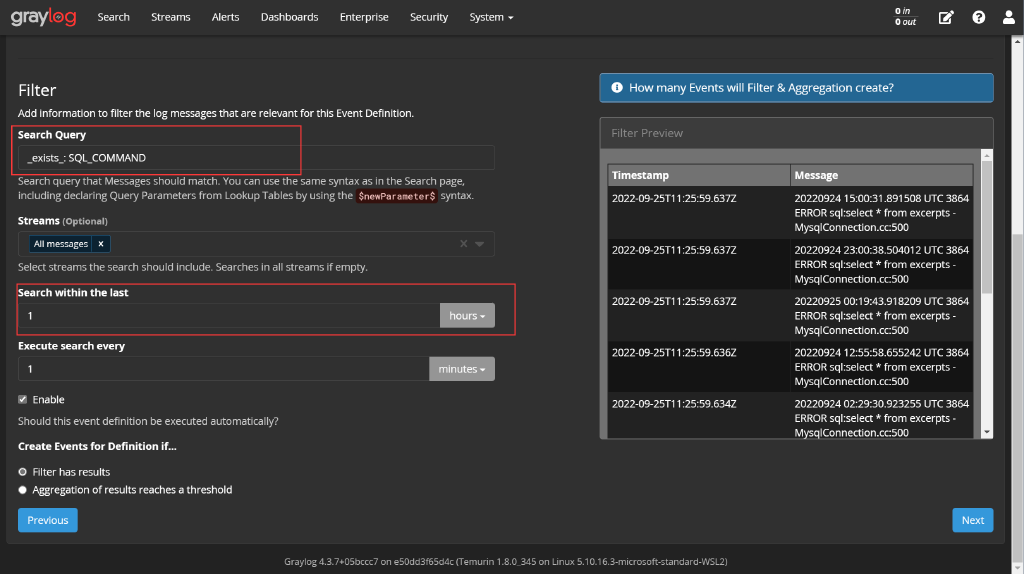 graylog Search Streams Alerts Dashboards Enterprise Security System 0 in
0 out
Filter
Add information to filter the log messages that are relevant for this Event Definition.
Search Query
_exists_: SQL_COMMAND
Search query that Messages should match. You can use the same syntax as in the Search page,
including declaring Query Parameters from Lookup Tables by using the $newParameter$ syntax.
Streams (Optional)
All messages x
Select streams the search should include. Searches in all streams if empty.
Search within the last
1 hours
Execute search every
1 minutes
Enable
Should this event definition be executed automatically?
Create Events for Definition if...
Filter has results
Aggregation of results reaches a threshold
Previous
How many Events will Filter & Aggregation create?
Filter Preview
Timestamp Message
2022-09-25T11:25:59.637Z 20220924 15:00:31.891508 UTC 3864
ERROR sql:select * from excerpts -
MysqlConnection.cc:500
2022-09-25T11:25:59.637Z 20220924 23:00:38.504012 UTC 3864
ERROR sql:select * from excerpts -
MysqlConnection.cc:500
2022-09-25T11:25:59.637Z 20220925 00:19:43.918209 UTC 3864
ERROR sql:select * from excerpts -
MysqlConnection.cc:500
2022-09-25T11:25:59.636Z 20220924 12:55:58.655242 UTC 3864
ERROR sql:select * from excerpts -
MysqlConnection.cc:500
2022-09-25T11:25:59.634Z 20220924 02:29:30.923255 UTC 3864
ERROR sql:select * from excerpts -
MysqlConnection.cc:500
Next
Graylog 4.3.7+05bccc7 on e50dd3f65d4c (Temurin 1.8.0_345 on Linux 5.10.16.3-microsoft-standard-WSL2)